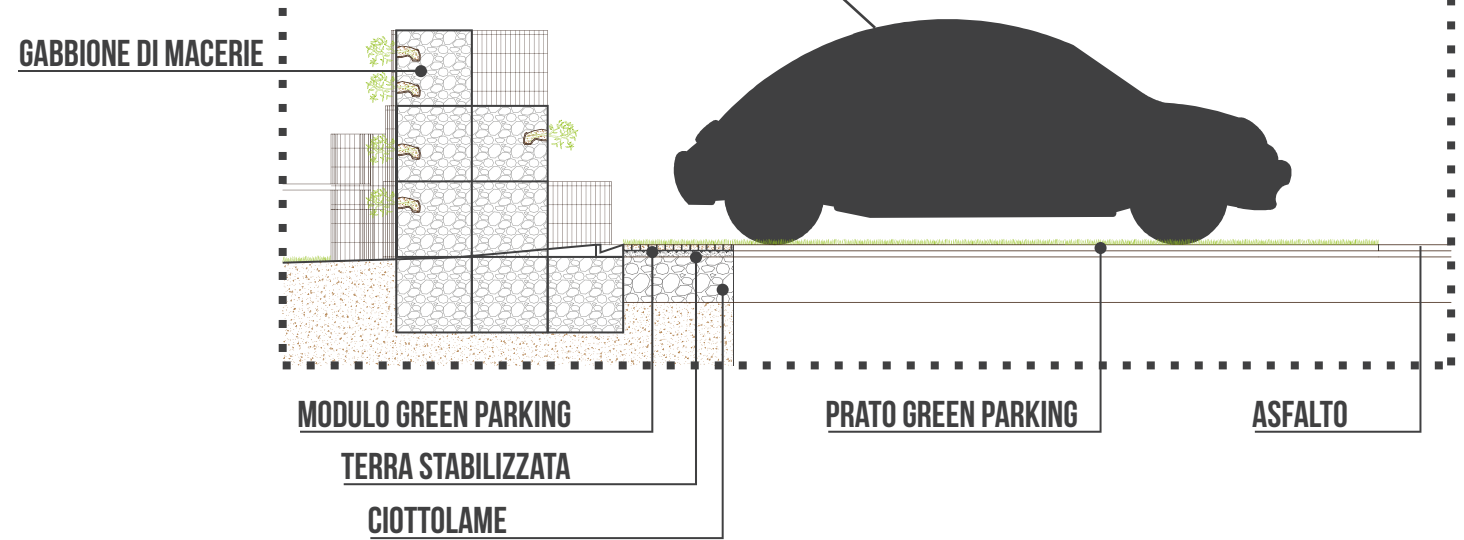 GABBIONE DI MACERIE
MODULO GREEN PARKING
PRATO GREEN PARKING
ASFALTO
TERRA STABILIZZATA
CIOTTOLAME